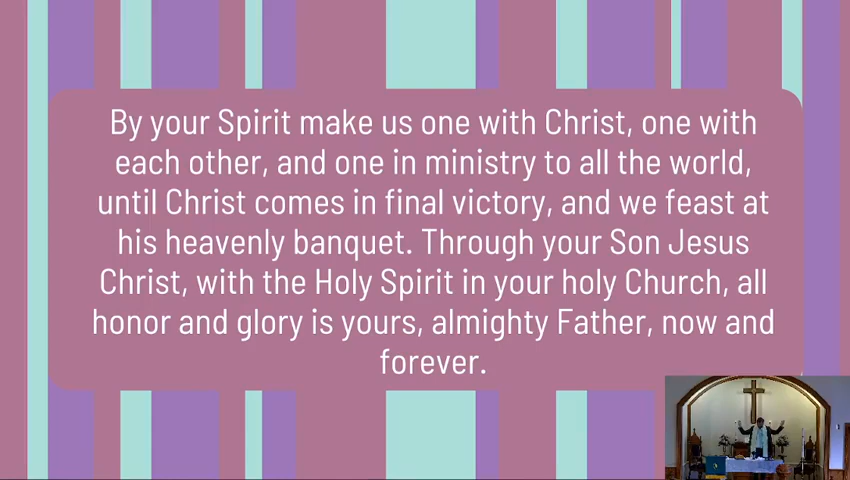 By your Spirit make us one with Christ, one with
each other, and one in ministry to all the world,
until Christ comes in final victory, and we feast at
his heavenly banquet. Through your Son Jesus
Christ, with the Holy Spirit in your holy Church, all
honor and glory is yours, almighty Father, now and
forever.